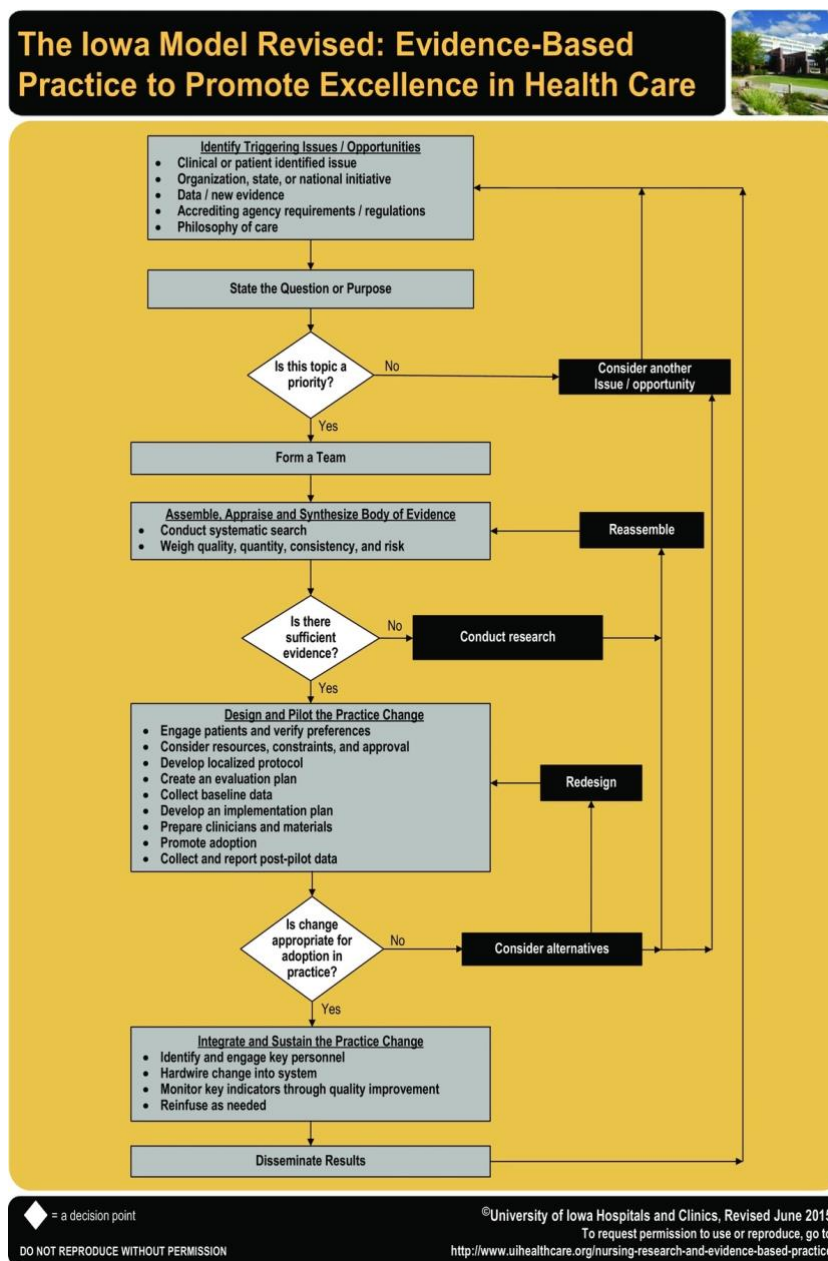 The Iowa Model Revised: Evidence-Based
Practice to Promote Excellence in Health Care
Identify Triggering Issues / Opportunities
• Clinical or patient identified issue
• Organization, state, or national initiative
• Data / new evidence
• Accrediting agency requirements / regulations
• Philosophy of care
State the Question or Purpose
Is this topic a
priority?
No
Consider another
Issue / opportunity
Yes
Form a Team
Assemble, Appraise and Synthesize Body of Evidence
• Conduct systematic search
• Weigh quality, quantity, consistency, and risk
Reassemble
Is there
sufficient
evidence?
No
Conduct research
Yes
Design and Pilot the Practice Change
• Engage patients and verify preferences
• Consider resources, constraints, and approval
• Develop localized protocol
• Create an evaluation plan
• Collect baseline data
• Develop an implementation plan
• Prepare clinicians and materials
• Promote adoption
• Collect and report post-pilot data
Redesign
Is change
appropriate for
adoption in
practice?
No
Consider alternatives
Yes
Integrate and Sustain the Practice Change
• Identify and engage key personnel
• Hardwire change into system
• Monitor key indicators through quality improvement
• Reinfuse as needed
Disseminate Results
= a decision point
DO NOT REPRODUCE WITHOUT PERMISSION
©University of Iowa Hospitals and Clinics, Revised June 2015
To request permission to use or reproduce, go to
http://www.uihealthcare.org/nursing-research-and-evidence-based-practice